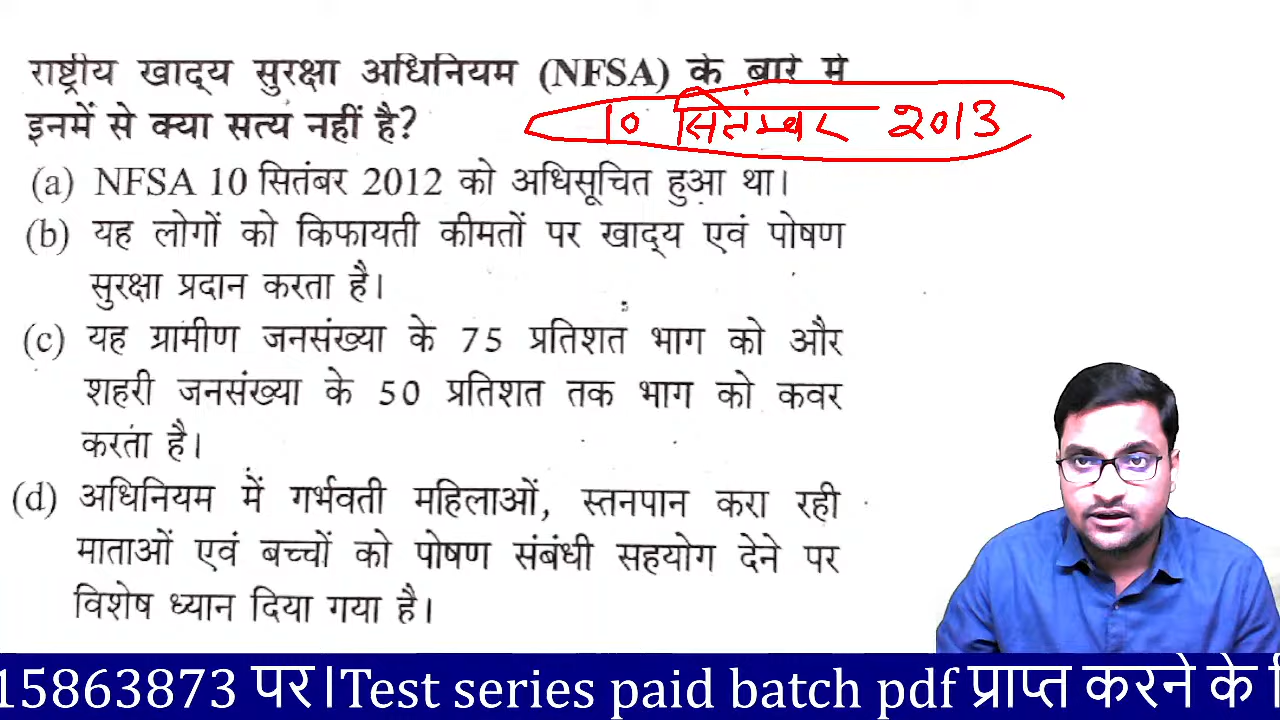 राष्ट्रीय खाद्य सुरक्षा अधिनियम (NFSA) के बारे में
इनमें से क्या सत्य नहीं है?
10 सितम्बर 2013
(a) NFSA 10 सितंबर 2012 को अधिसूचित हुआ था।
(b) यह लोगों को किफायती कीमतों पर खाद्य एवं पोषण
सुरक्षा प्रदान करता है।
(c) यह ग्रामीण जनसंख्या के 75 प्रतिशत भाग को और
शहरी जनसंख्या के 50 प्रतिशत तक भाग को कवर
करता है।
(d) अधिनियम में गर्भवती महिलाओं, स्तनपान करा रही
माताओं एवं बच्चों को पोषण संबंधी सहयोग देने पर
विशेष ध्यान दिया गया है।
15863873 पर।Test series paid batch pdf प्राप्त करने के